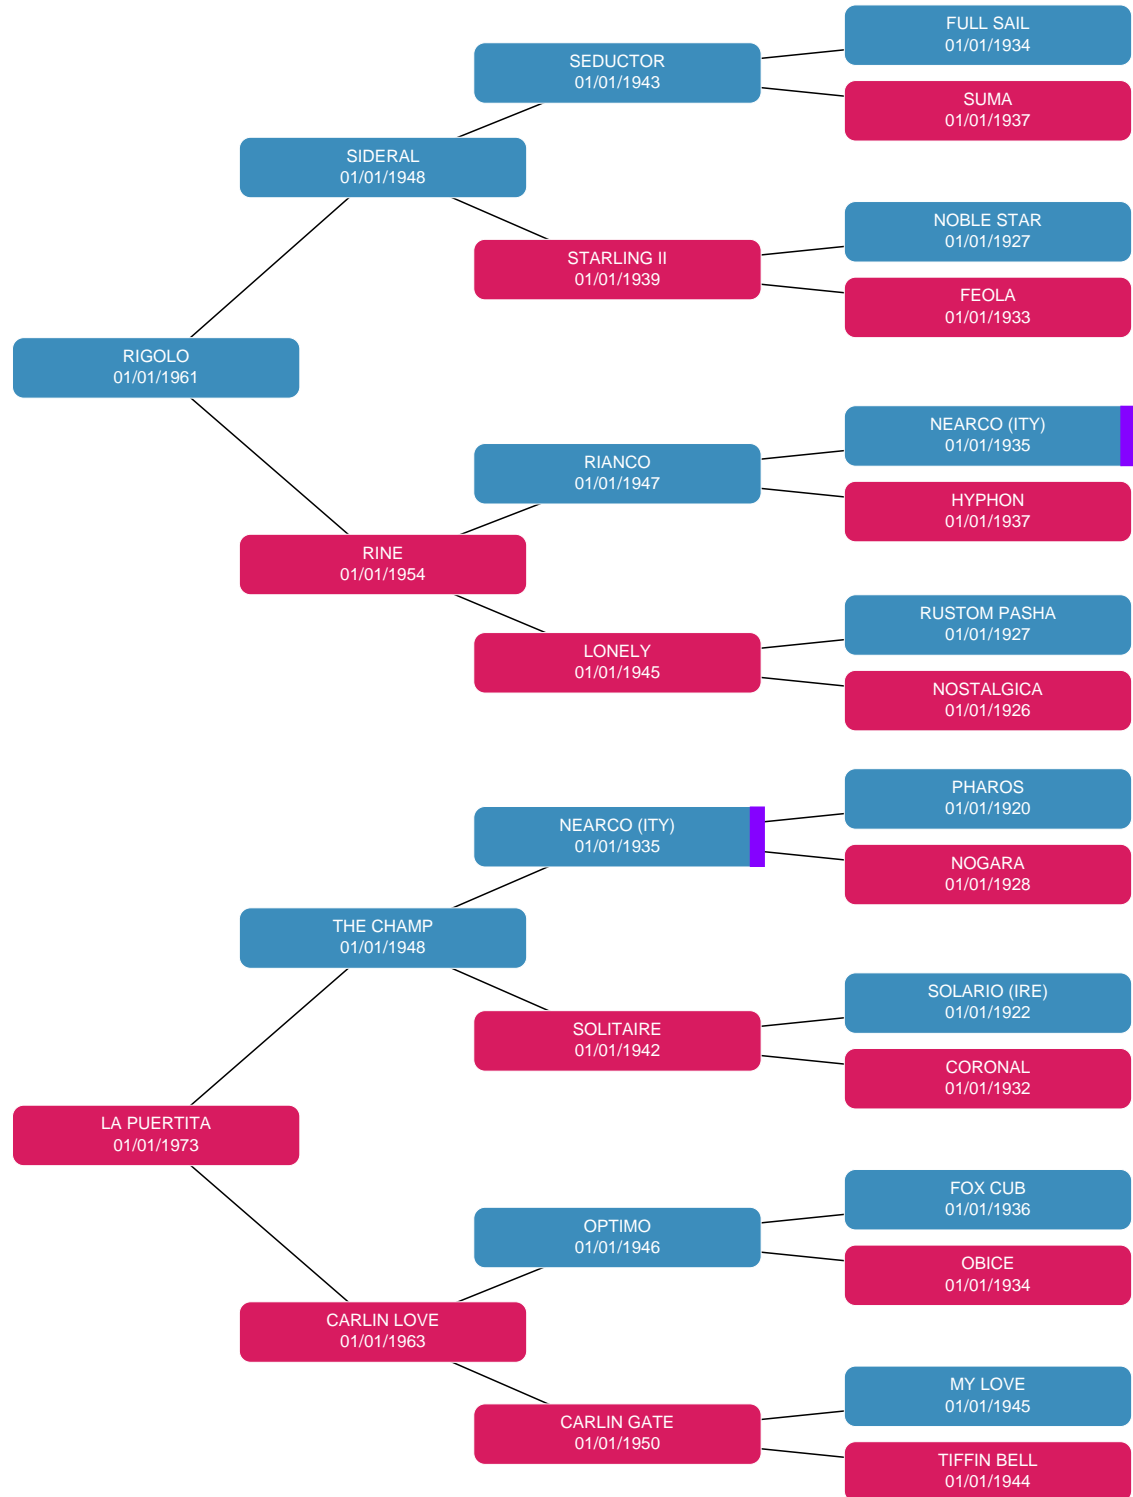 FULL SAIL
01/01/1934
SEDUCTOR
01/01/1943
SUMA
01/01/1937
SIDERAL
01/01/1948
NOBLE STAR
01/01/1927
STARLING II
01/01/1939
FEOLA
01/01/1933
RIGOLO
01/01/1961
NEARCO (ITY)
01/01/1935
RIANCO
01/01/1947
HYPHON
01/01/1937
RINE
01/01/1954
RUSTOM PASHA
01/01/1927
LONELY
01/01/1945
NOSTALGICA
01/01/1926
PHAROS
01/01/1920
NEARCO (ITY)
01/01/1935
NOGARA
01/01/1928
THE CHAMP
01/01/1948
SOLARIO (IRE)
01/01/1922
SOLITAIRE
01/01/1942
CORONAL
01/01/1932
LA PUERTITA
01/01/1973
FOX CUB
01/01/1936
OPTIMO
01/01/1946
OBICE
01/01/1934
CARLIN LOVE
01/01/1963
MY LOVE
01/01/1945
CARLIN GATE
01/01/1950
TIFFIN BELL
01/01/1944